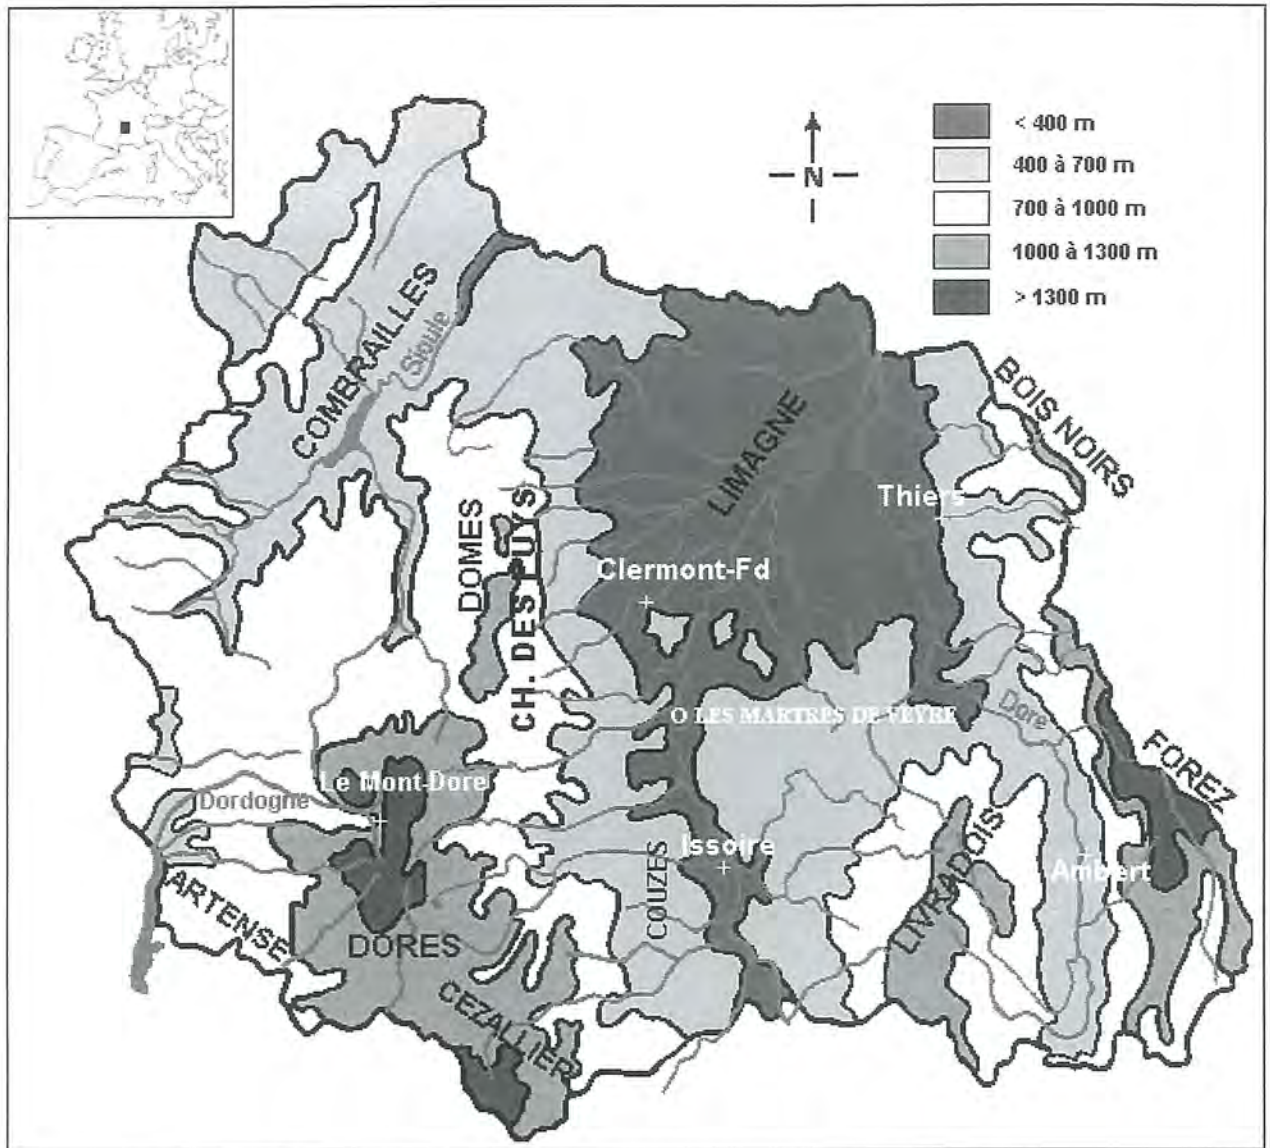 < 400 m
400 à 700 m
N
700 à 1000 m
1000 à 1300 m
> 1300 m
COMBRAILLES
Sioule
BOIS NOIRS
LIMAGNE
Thiers
DOMES
CH. DES PUYS
Clermont-Fd
O LES MARTRES DE VEYRE
Dore
FOREZ
Le Mont-Dore
Dordogne
Issoire
COUZES
LIVRADOIS
Ambert
ARTENSE
DORES
CEZALLIER